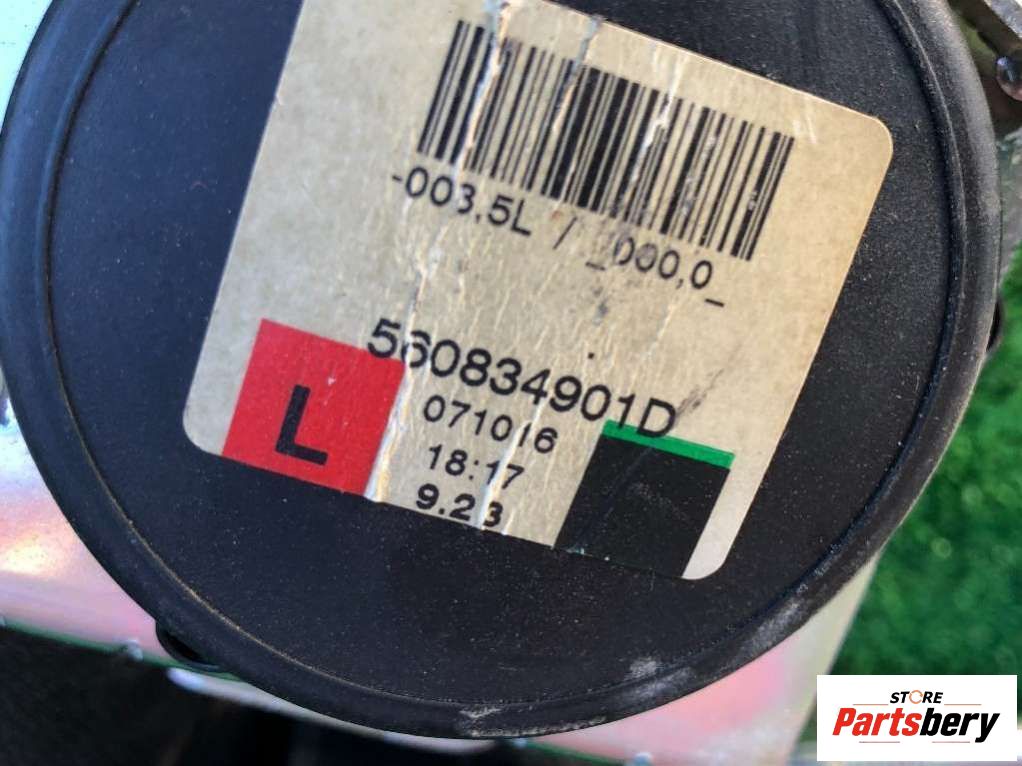 -003,5L / _000,0_
560834901D
L
071016
18:17
9.23
STORE
Partsbery